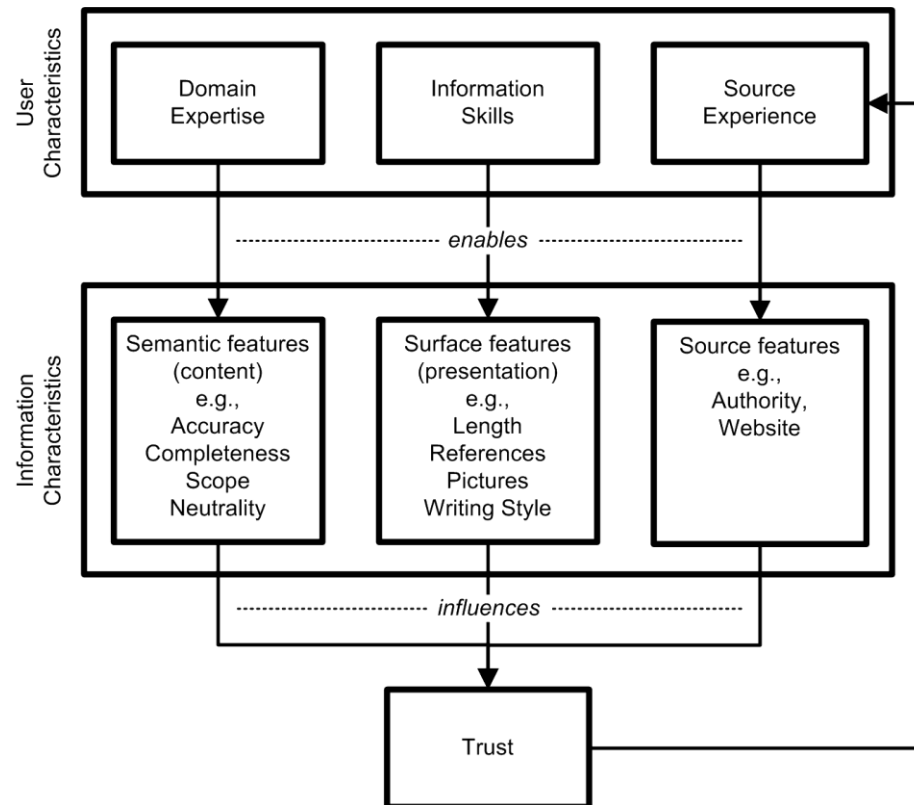 User
Characteristics
Domain
Expertise
Information
Skills
Source
Experience
enables
Information
Characteristics
Semantic features
(content)
e.g.,
Accuracy
Completeness
Scope
Neutrality
Surface features
(presentation)
e.g.,
Length
References
Pictures
Writing Style
Source features
e.g.,
Authority,
Website
influences
Trust